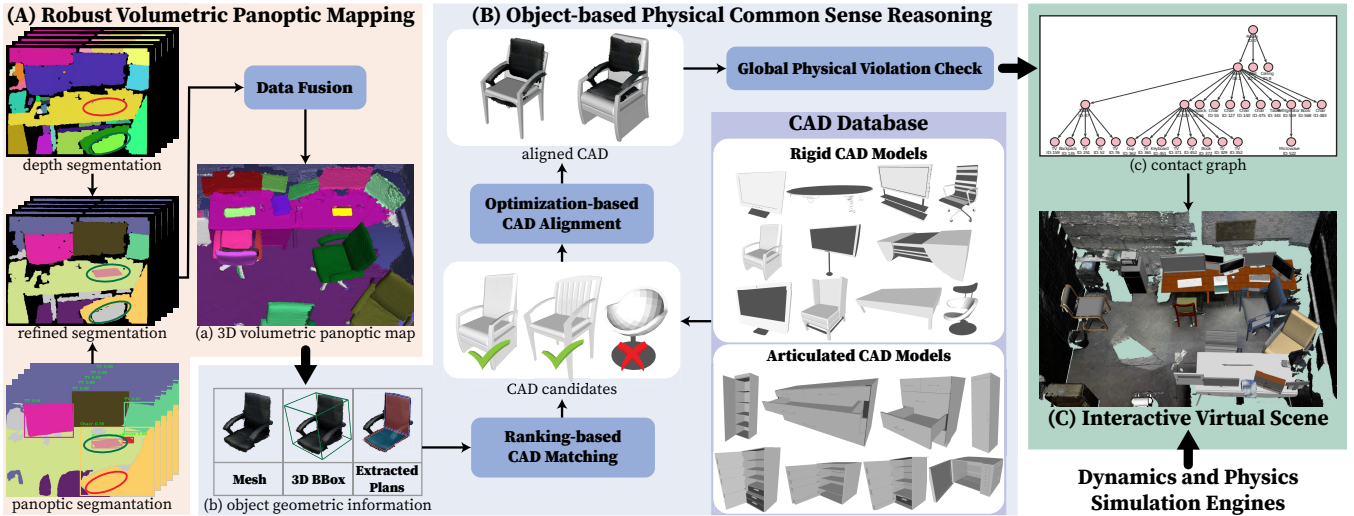 (A) Robust Volumetric Panoptic Mapping
depth segmentation
refined segmentation
panoptic segmantation
Data Fusion
(a) 3D volumetric panoptic map
(B) Object-based Physical Common Sense Reasoning
aligned CAD
Optimization-based
CAD Alignment
CAD candidates
Ranking-based
CAD Matching
Mesh
3D BBox
Extracted
Plans
(b) object geometric information
Global Physical Violation Check
CAD Database
Rigid CAD Models
Articulated CAD Models
(c) contact graph
(C) Interactive Virtual Scene
Dynamics and Physics
Simulation Engines